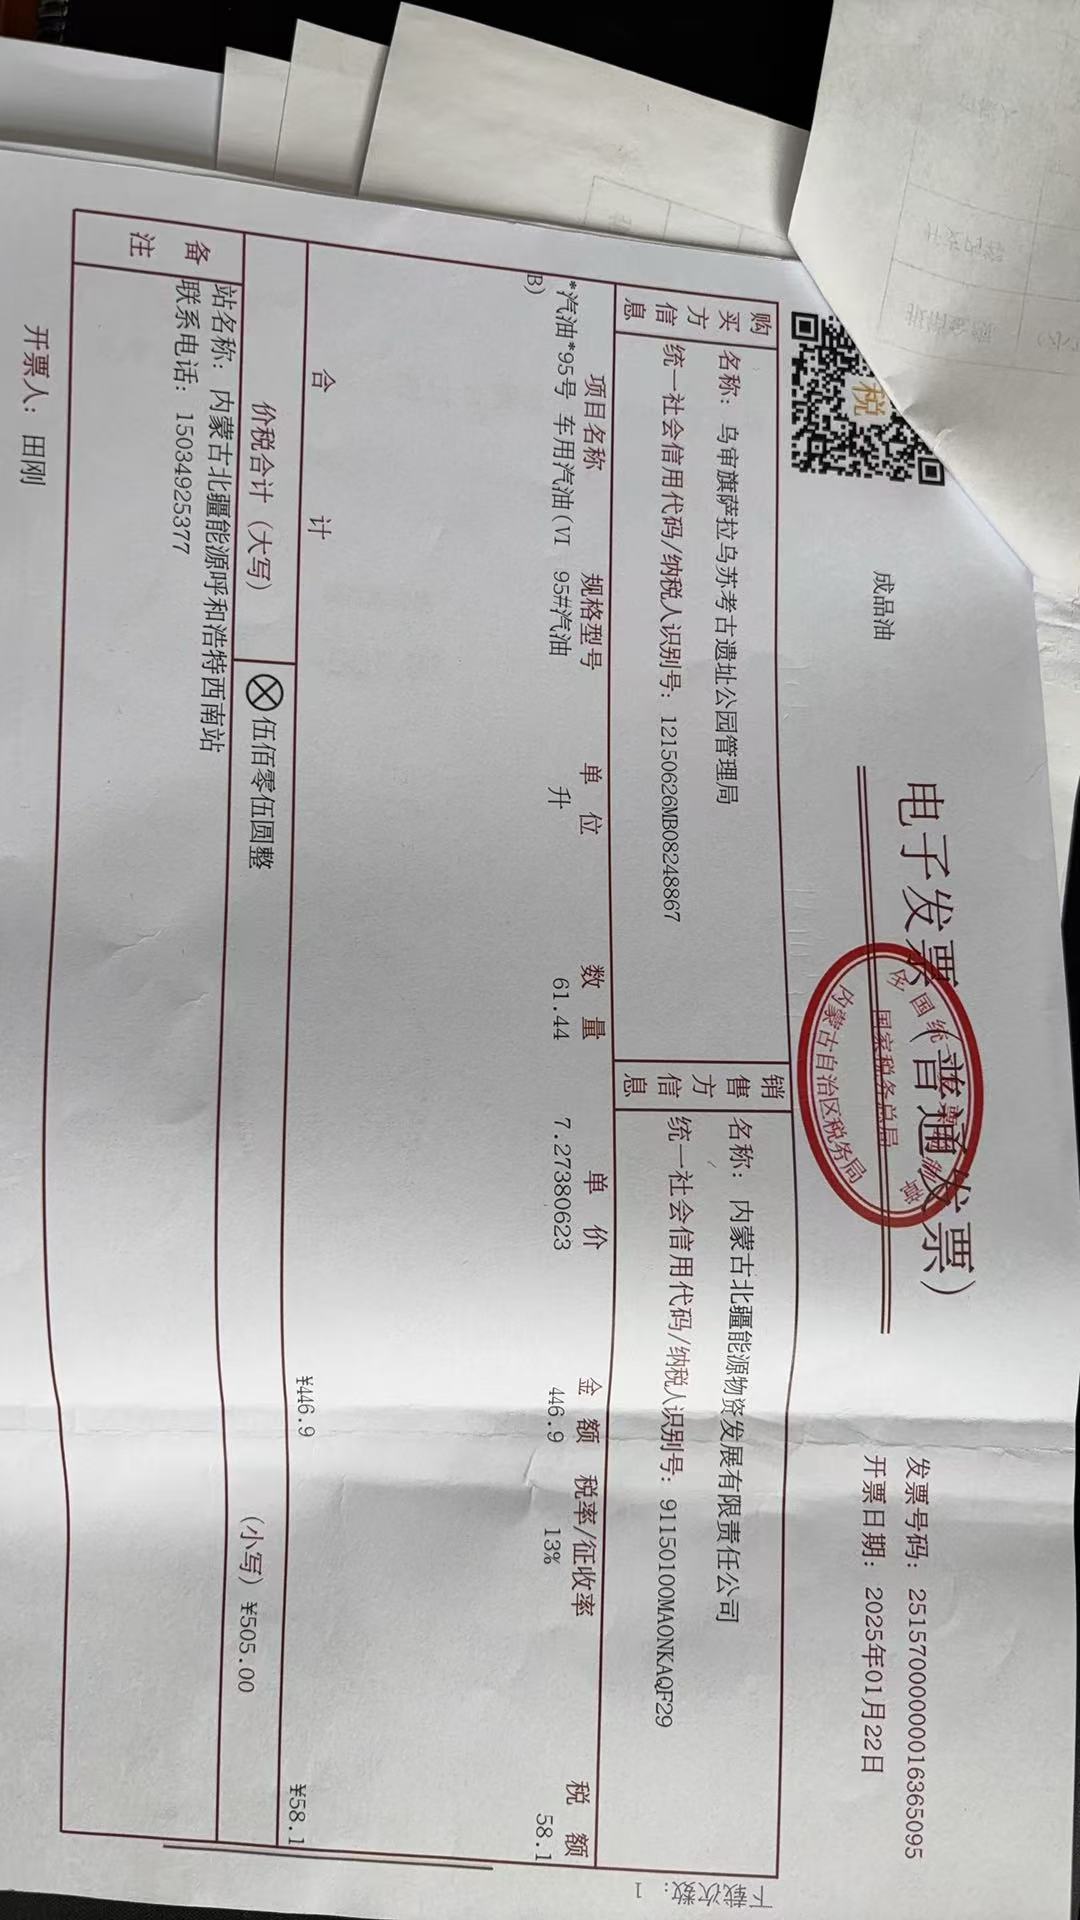 电子发票（普通发票）
全国统
国家税务总局
内蒙古自治区税务局
税
成品油
发票号码： 25157000000016365095
开票日期： 2025年01月22日
购买方信息
名称： 乌审旗萨拉乌苏考古遗址公园管理局
统一社会信用代码/纳税人识别号： 12150626MB08248867
销售方信息
名称： 内蒙古北疆能源物资发展有限责任公司
统一社会信用代码/纳税人识别号： 91150100MA0NKAQF29
项目名称 规格型号 单位 数量 单价 金额 税率/征收率 税额
*汽油*95号 车用汽油(VI 95#汽油 升 61.44 7.27380623 446.9 13% 58.1
B)
合计 ¥446.9 ¥58.1
价税合计（大写） ⊗伍佰零伍圆整 （小写）¥505.00
备注
站名称： 内蒙古北疆能源呼和浩特西南站
联系电话： 15034925377
开票人： 田刚
下载次数： 1